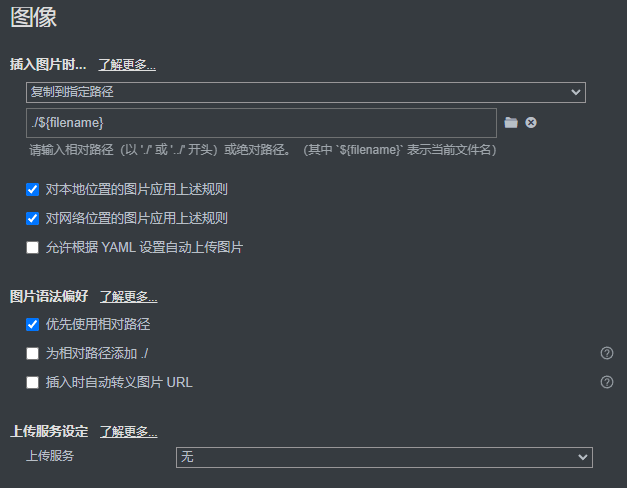 图像
插入图片时... 了解更多...
复制到指定路径
./${filename}
请输入相对路径（以 './' 或 '../' 开头）或绝对路径。（其中 `${filename}` 表示当前文件名）
对本地位置的图片应用上述规则
对网络位置的图片应用上述规则
允许根据 YAML 设置自动上传图片
图片语法偏好 了解更多...
优先使用相对路径
为相对路径添加 ./
插入时自动转义图片 URL
上传服务设定 了解更多...
上传服务 无